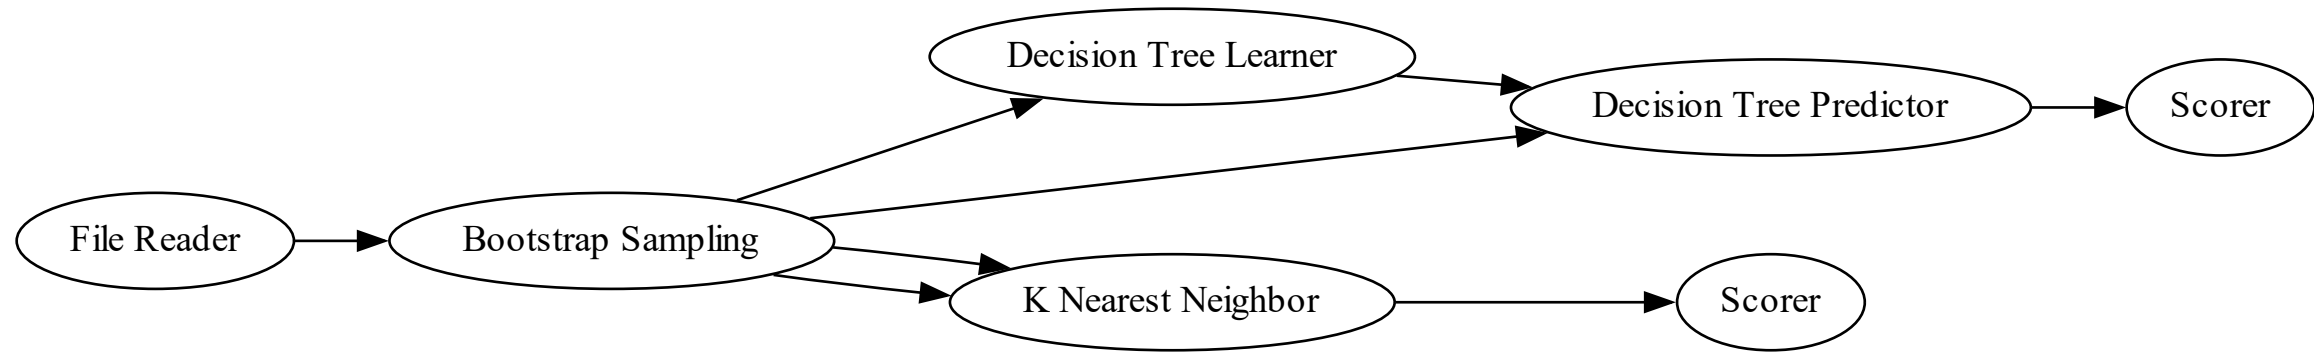 Decision Tree Learner
Decision Tree Predictor
Scorer
File Reader
Bootstrap Sampling
K Nearest Neighbor
Scorer